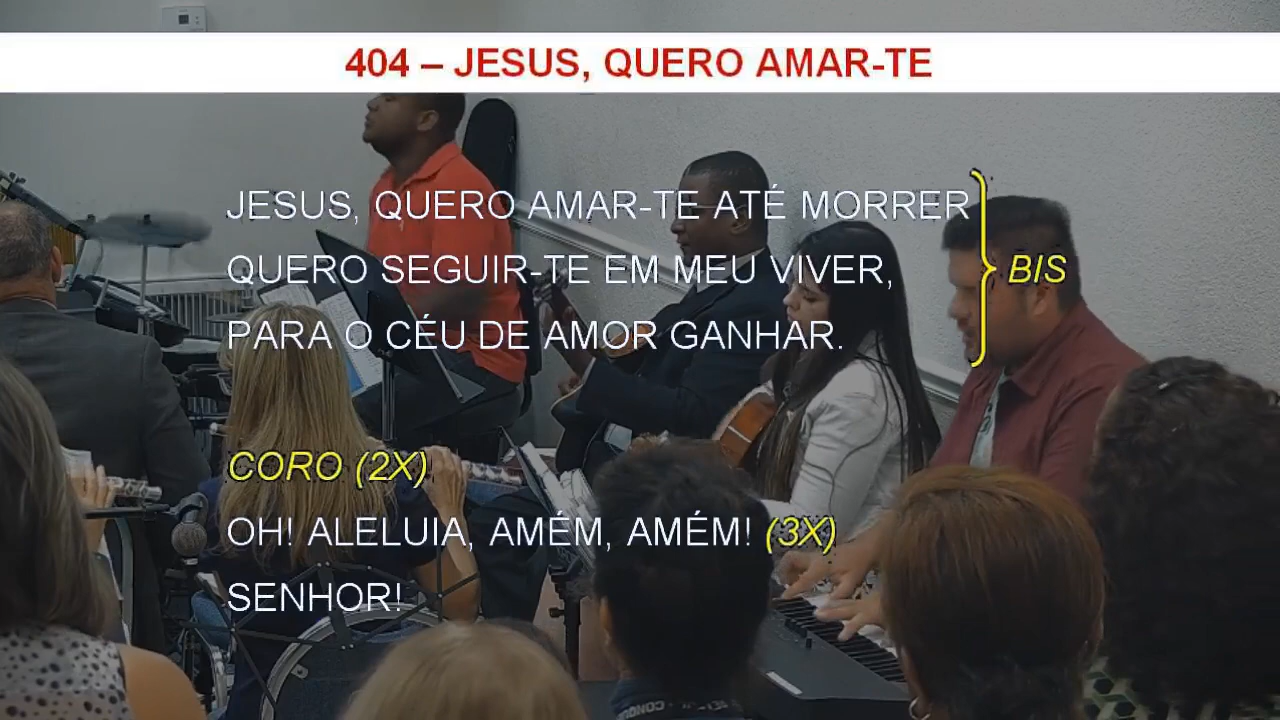 404 – JESUS, QUERO AMAR-TE
JESUS, QUERO AMAR-TE ATÉ MORRER
QUERO SEGUIR-TE EM MEU VIVER,
PARA O CÉU DE AMOR GANHAR.
BIS
CORO (2X)
OH! ALELUIA, AMÉM, AMÉM! (3X)
SENHOR!